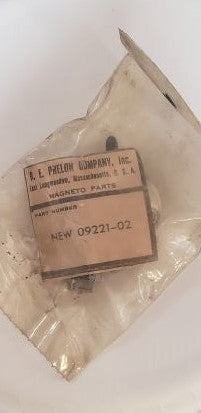 R. E. PHELON COMPANY, Inc.
East Longmeadow, Massachusetts, U. S. A.
MAGNETO PARTS
PART NUMBER
NEW 09221-02